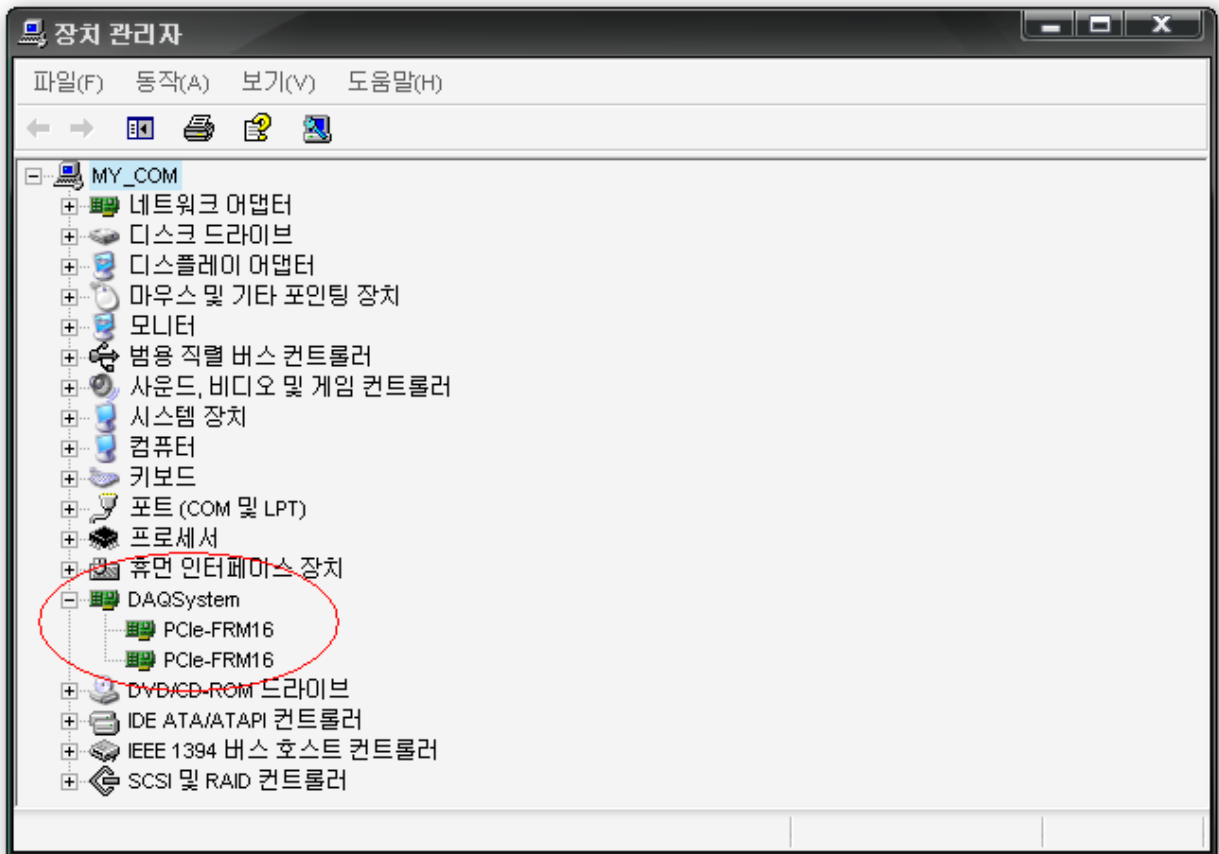 장치 관리자
파일(F) 동작(A) 보기(V) 도움말(H)
MY_COM
네트워크 어댑터
디스크 드라이브
디스플레이 어댑터
마우스 및 기타 포인팅 장치
모니터
범용 직렬 버스 컨트롤러
사운드, 비디오 및 게임 컨트롤러
시스템 장치
컴퓨터
키보드
포트 (COM 및 LPT)
프로세서
휴먼 인터페이스 장치
DAQSystem
PCIe-FRM16
PCIe-FRM16
DVD/CD-ROM 드라이브
IDE ATA/ATAPI 컨트롤러
IEEE 1394 버스 호스트 컨트롤러
SCSI 및 RAID 컨트롤러